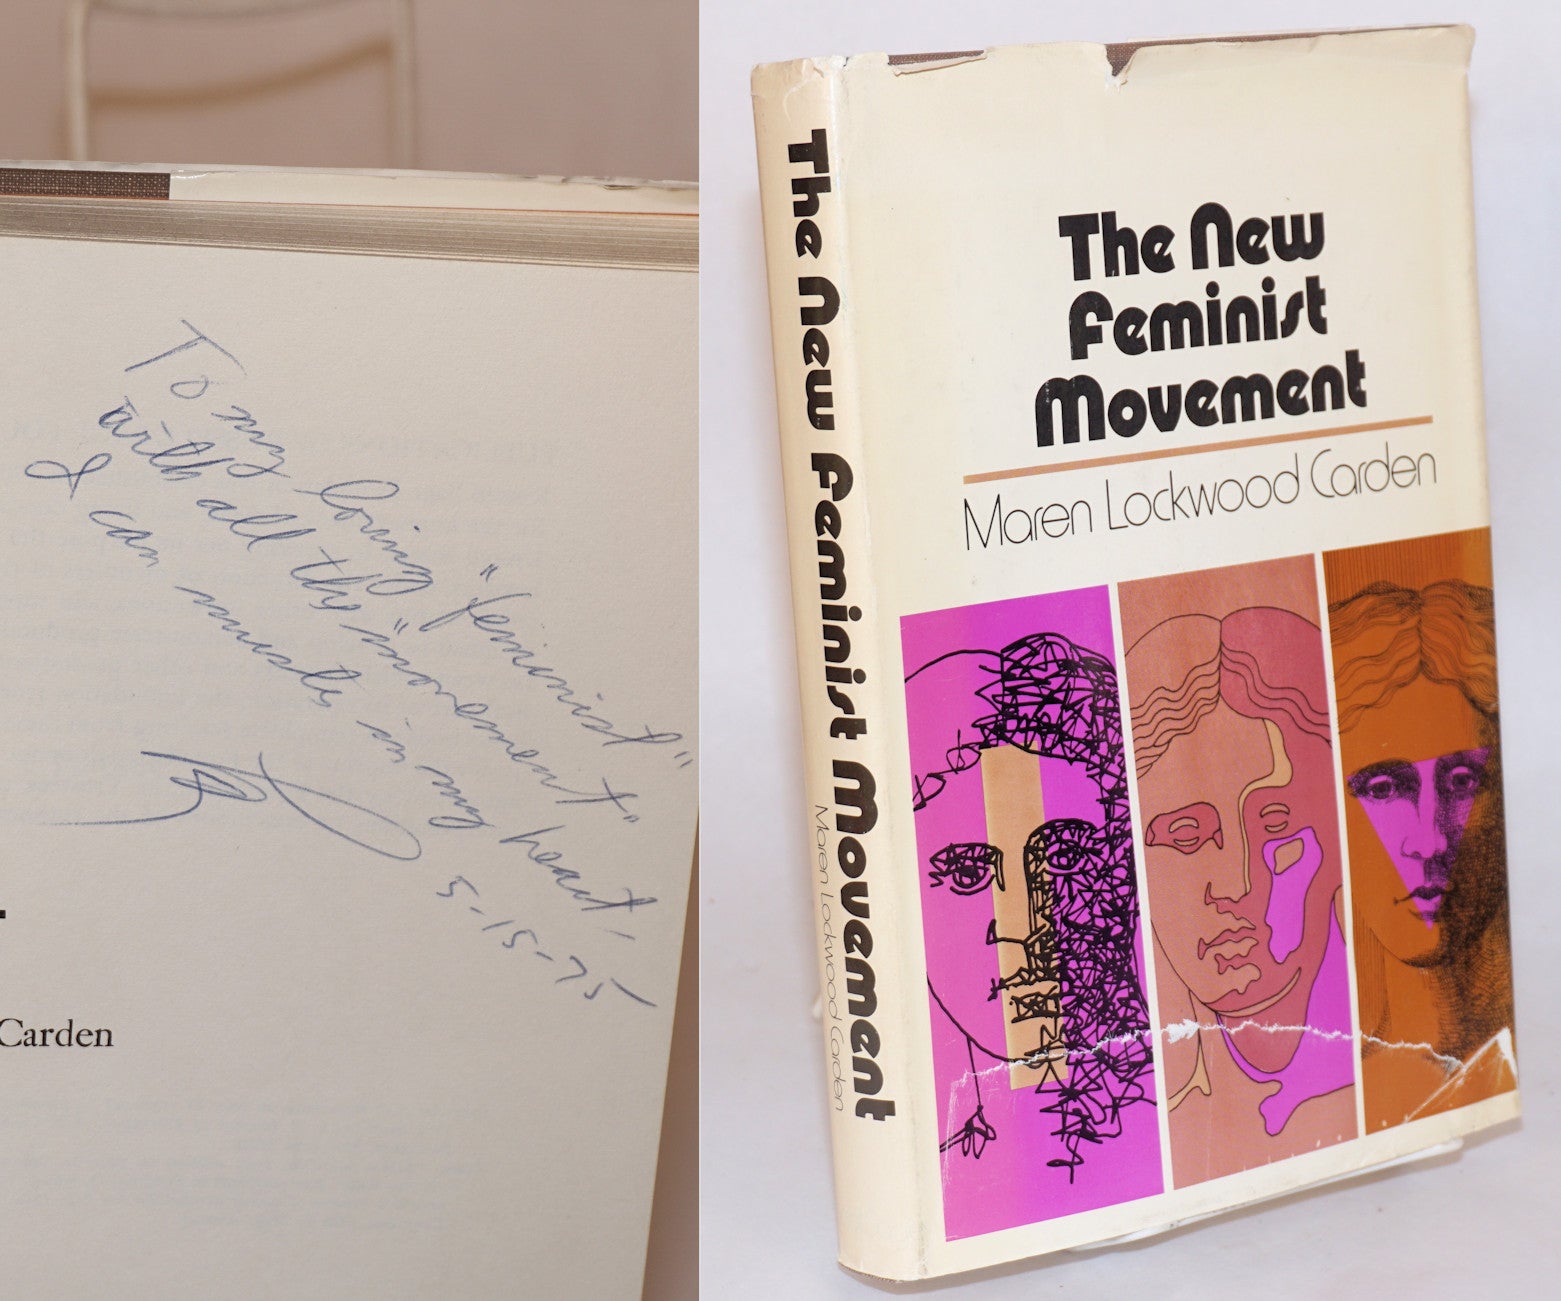 To my loving "feminist"
with all the "movement"
I can muster in my heart-
5-15-75
Carden
The New Feminist Movement
Maren Lockwood Carden
The New
Feminist
Movement
Maren Lockwood Carden